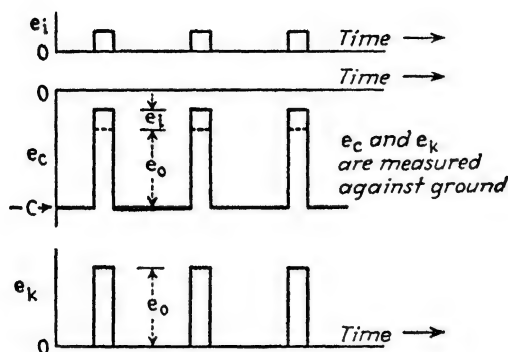 e_i
0
Time →
Time →
0
e_i
e_c
e_o
e_c and e_k
are measured
against ground
-C→
e_k
e_o
0
Time →